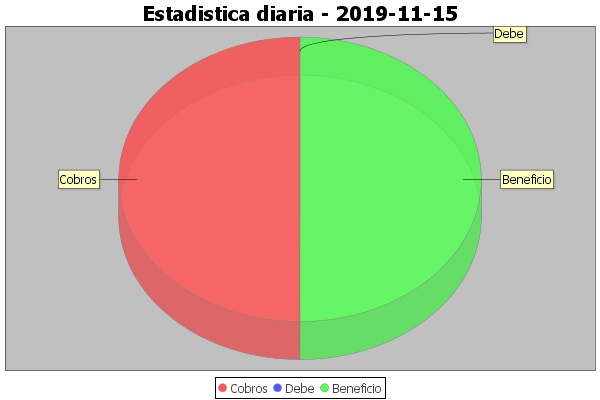 Estadistica diaria - 2019-11-15
Debe
Cobros
Beneficio
Cobros Debe Beneficio